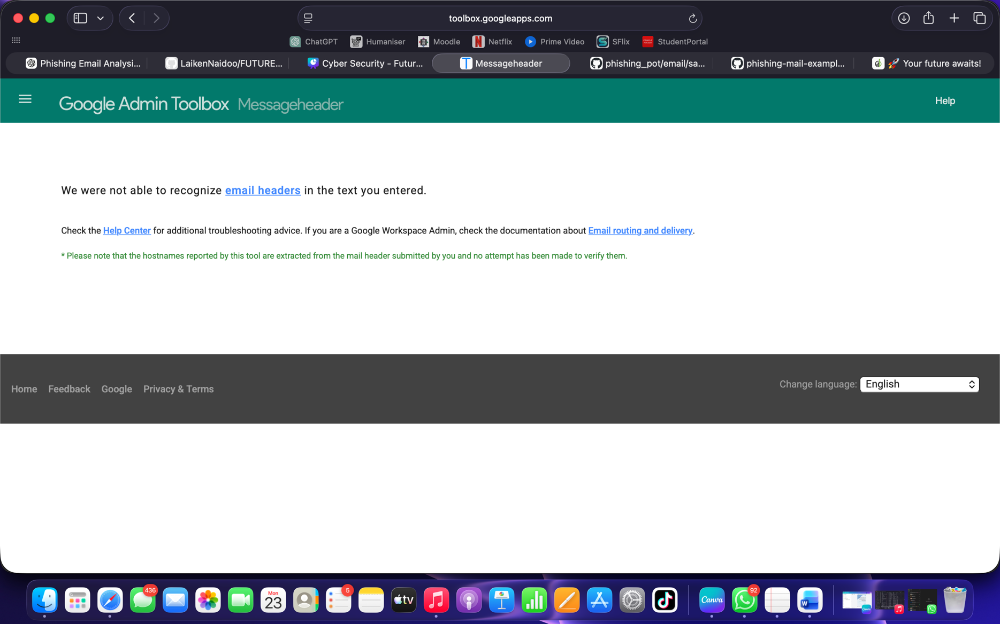 toolbox.googleapps.com
ChatGPT Humaniser Moodle Netflix Prime Video SFlix StudentPortal
Phishing Email Analysi... LaikenNaidoo/FUTURE... Cyber Security - Futur... Messageheader phishing_pot/email/sa... phishing-mail-exampl... 🚀 Your future awaits!
Google Admin Toolbox Messageheader
Help
We were not able to recognize email headers in the text you entered.
Check the Help Center for additional troubleshooting advice. If you are a Google Workspace Admin, check the documentation about Email routing and delivery.
* Please note that the hostnames reported by this tool are extracted from the mail header submitted by you and no attempt has been made to verify them.
Home Feedback Google Privacy & Terms
Change language: English
436
Mon
23
5
tv
Canva
92
W